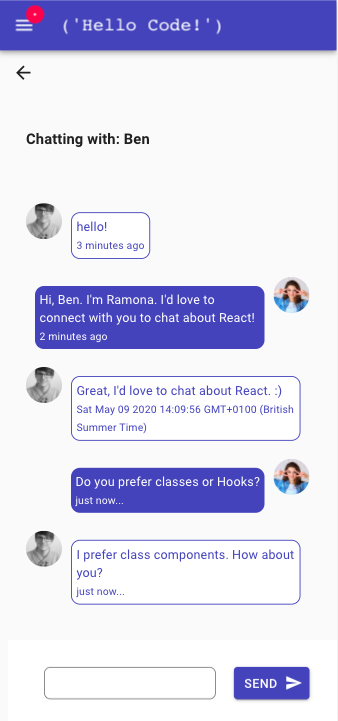 ('Hello Code!')
Chatting with: Ben
hello!
3 minutes ago
Hi, Ben. I'm Ramona. I'd love to
connect with you to chat about React!
2 minutes ago
Great, I'd love to chat about React. :)
Sat May 09 2020 14:09:56 GMT+0100 (British
Summer Time)
Do you prefer classes or Hooks?
just now...
I prefer class components. How about
you?
just now...
SEND